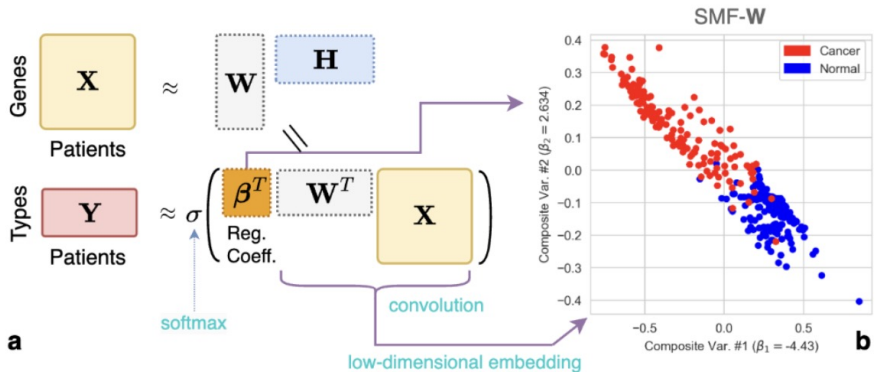 SMF-W
Genes
X
≈
W
H
Patients
Types
Y
≈ σ
β^T
W^T
X
Patients
Reg.
Coeff.
convolution
softmax
low-dimensional embedding
a
Cancer
Normal
Composite Var. #2 (β₂ = 2.634)
0.4
0.3
0.2
0.1
0.0
−0.1
−0.2
−0.3
−0.4
−0.5
0.0
0.5
Composite Var. #1 (β₁ = -4.43)
b